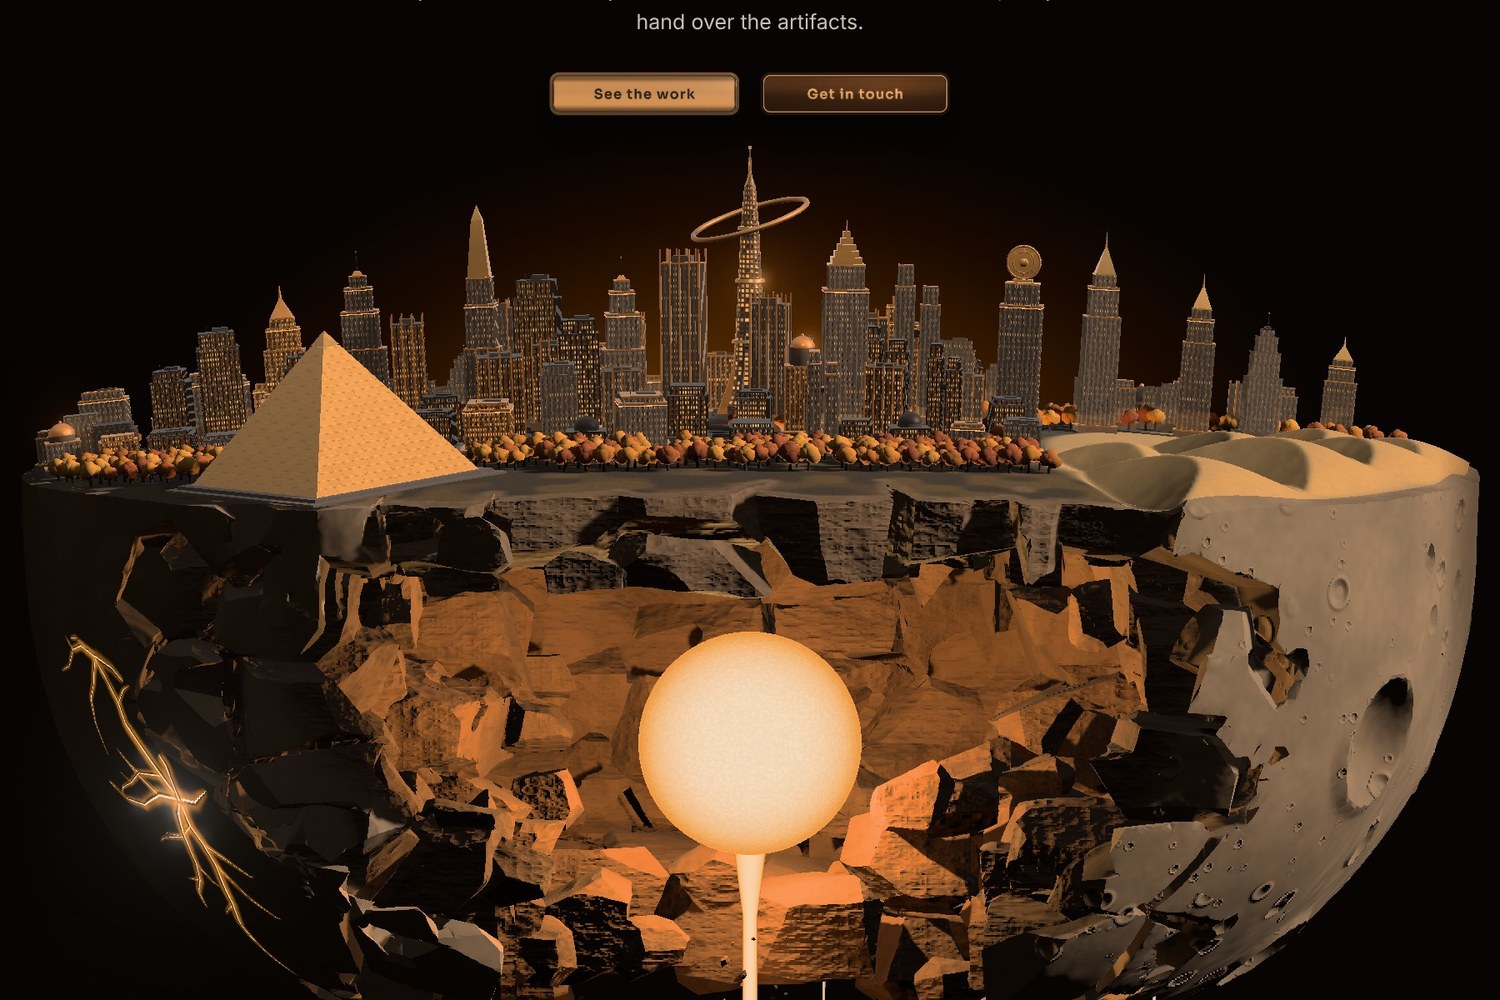 hand over the artifacts.
See the work
Get in touch